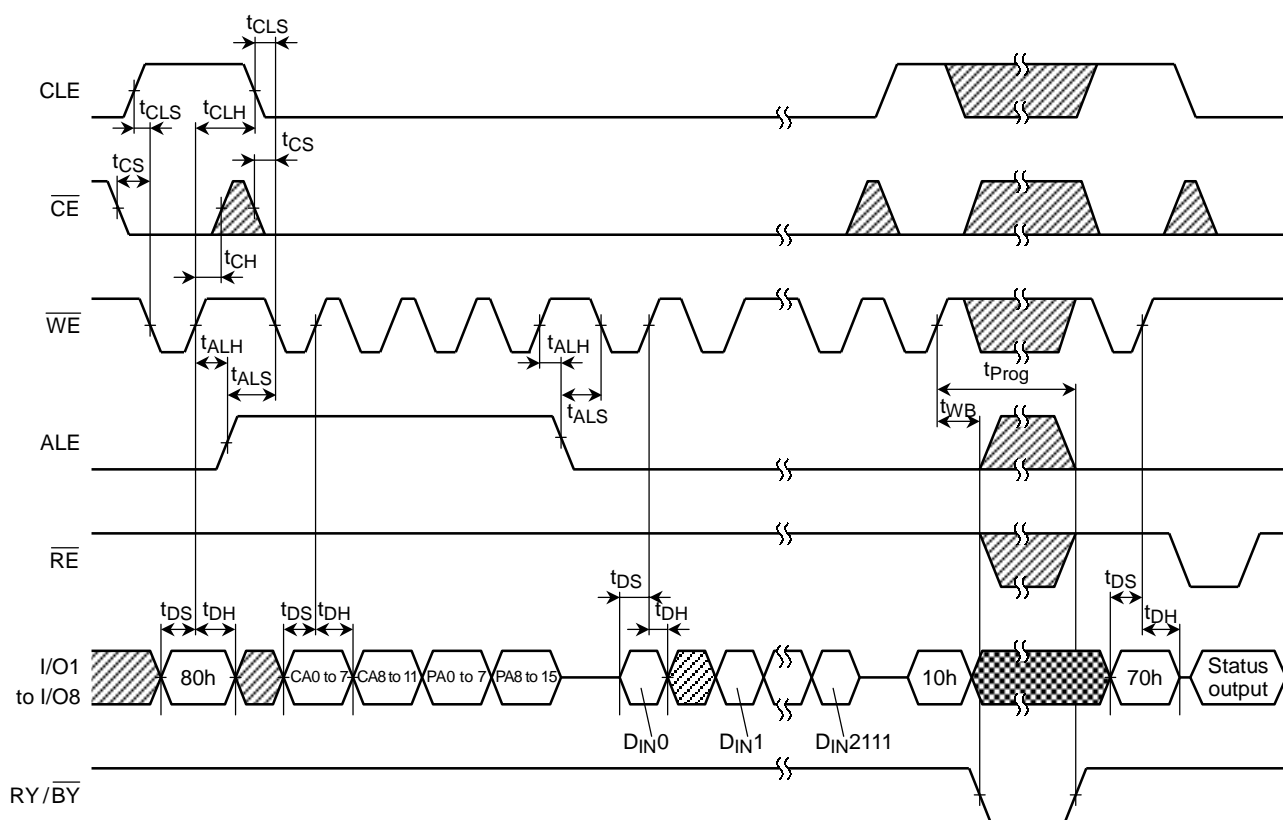 tCLS
CLE
tCLS tCLH
tCS tCS
CE
tCH
WE
tALH tALH tProg
tALS tALS tWB
ALE
RE
tDS tDH tDS tDH tDS tDH tDS tDH
I/O1
to I/O8
80h CA0 to 7 CA8 to 11 PA0 to 7 PA8 to 15 10h 70h Status
output
DIN0 DIN1 DIN2111
RY/BY